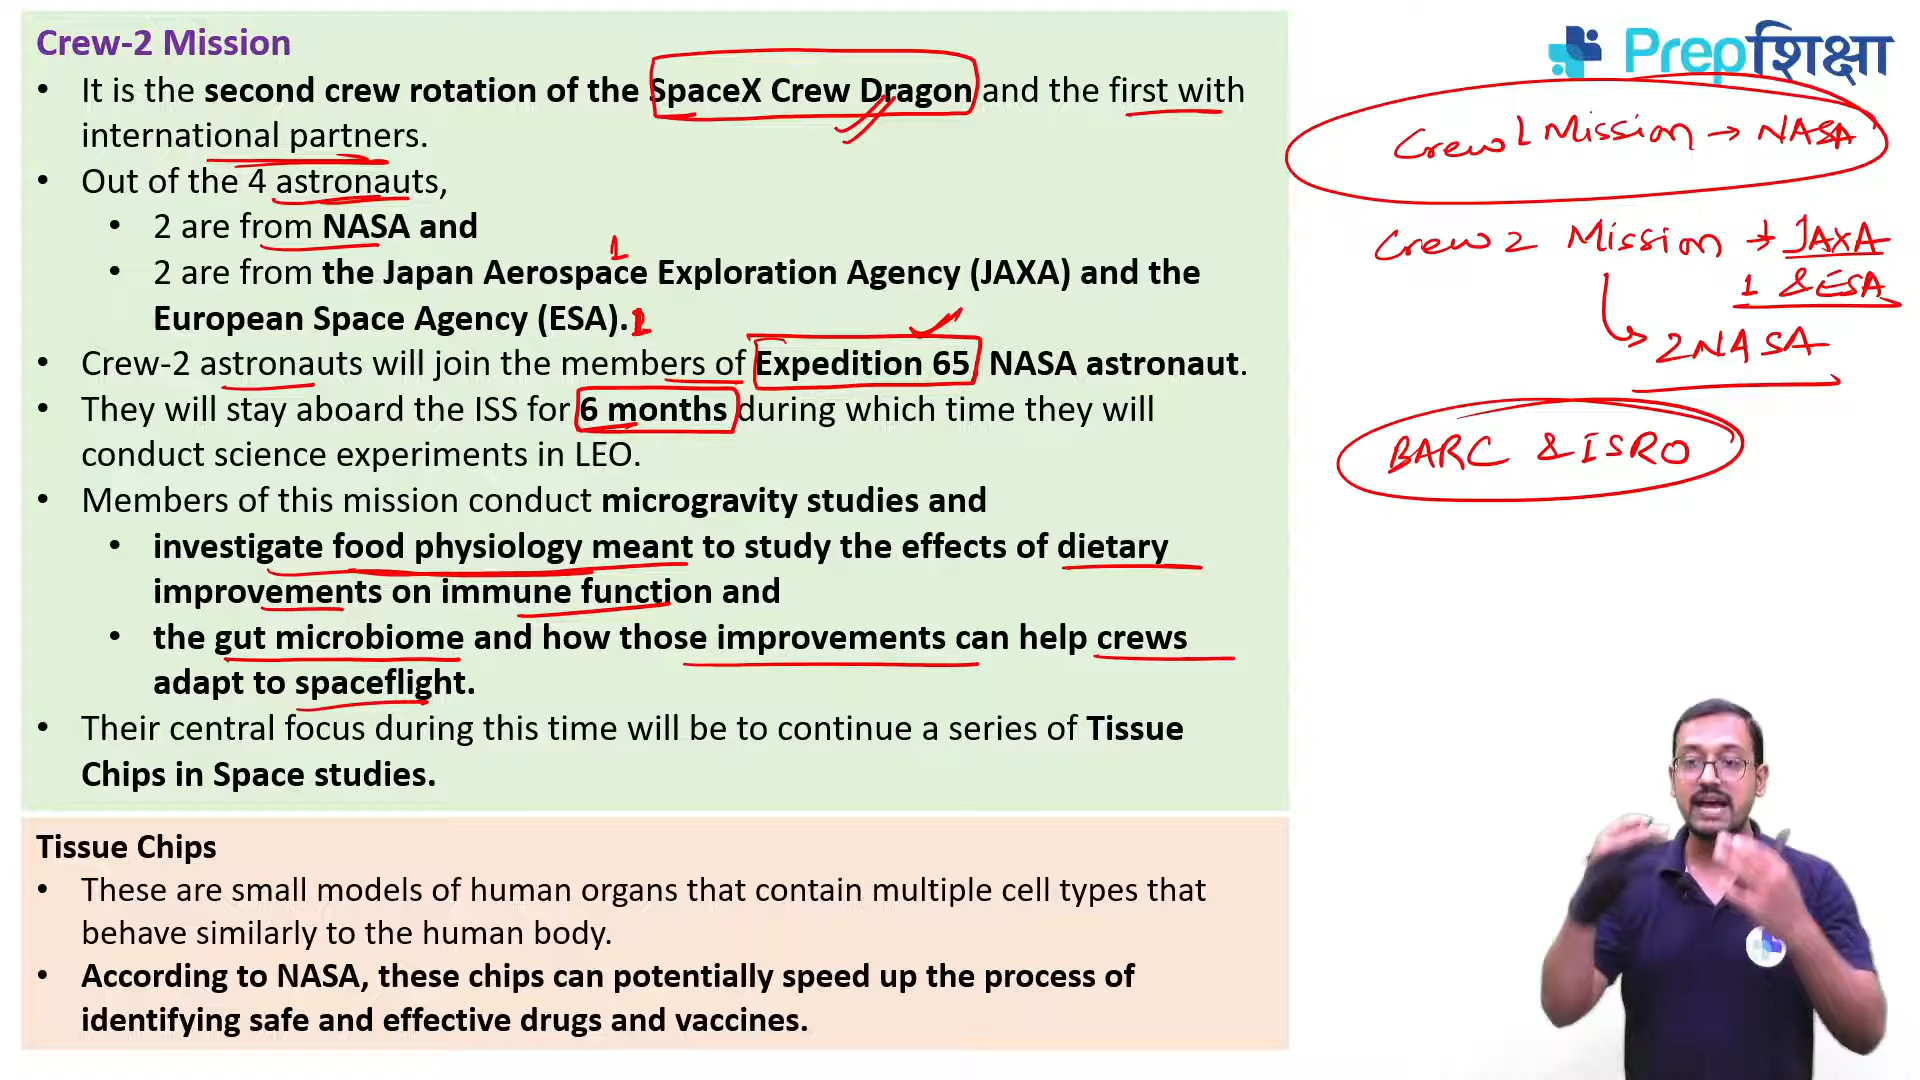 Crew-2 Mission
• It is the second crew rotation of the SpaceX Crew Dragon and the first with
international partners.
• Out of the 4 astronauts,
• 2 are from NASA and
1
• 2 are from the Japan Aerospace Exploration Agency (JAXA) and the
European Space Agency (ESA). 1
• Crew-2 astronauts will join the members of Expedition 65, NASA astronaut.
• They will stay aboard the ISS for 6 months during which time they will
conduct science experiments in LEO.
• Members of this mission conduct microgravity studies and
• investigate food physiology meant to study the effects of dietary
improvements on immune function and
• the gut microbiome and how those improvements can help crews
adapt to spaceflight.
• Their central focus during this time will be to continue a series of Tissue
Chips in Space studies.
Tissue Chips
• These are small models of human organs that contain multiple cell types that
behave similarly to the human body.
• According to NASA, these chips can potentially speed up the process of
identifying safe and effective drugs and vaccines.
Prepशिक्षा
Crew 1 Mission → NASA
Crew 2 Mission → JAXA
1 & ESA
2 NASA
BARC & ISRO